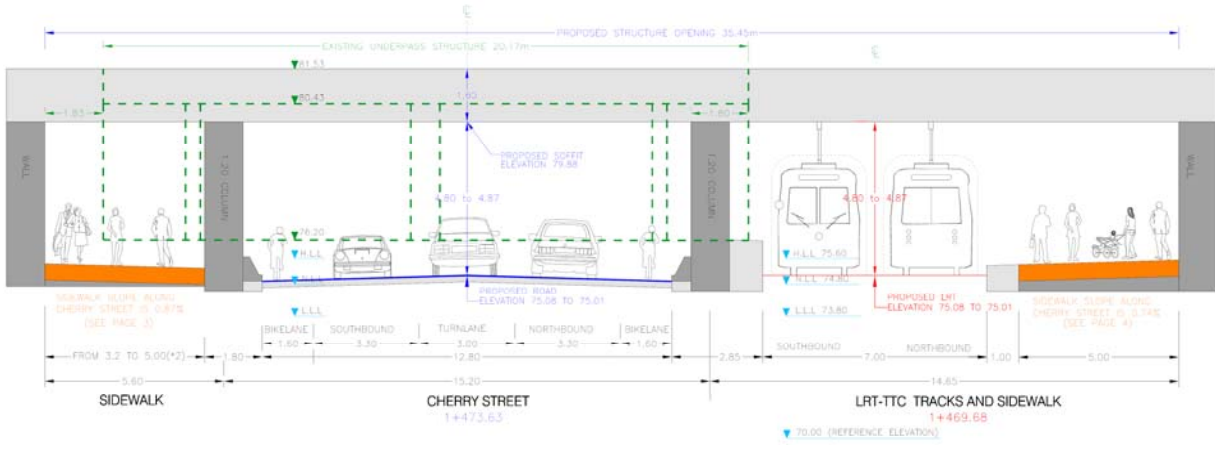 PROPOSED STRUCTURE OPENING 35.45m
EXISTING UNDERPASS STRUCTURE 20.17m
81.53
80.43
1.65
1.83
1.80
WALL
1.20 COLUMN
PROPOSED SOFFIT
ELEVATION 79.88
1.20 COLUMN
WALL
4.80 to 4.87
4.80 to 4.87
76.20
H.L.L
N.L.L
L.L.L
H.L.L 75.60
N.L.L 74.80
L.L.L 73.80
SIDEWALK SLOPE ALONG
CHERRY STREET IS 0.87%
(SEE PAGE 3)
PROPOSED ROAD
ELEVATION 75.08 TO 75.01
PROPOSED LRT
ELEVATION 75.08 TO 75.01
SIDEWALK SLOPE ALONG
CHERRY STREET IS 0.74%
(SEE PAGE 4)
BIKELANE
SOUTHBOUND
TURNLANE
NORTHBOUND
BIKELANE
1.60
3.30
3.00
3.30
1.60
SOUTHBOUND
NORTHBOUND
FROM 3.2 TO 5.00(*2)
1.80
12.80
2.85
7.00
1.00
5.00
5.60
15.20
14.65
SIDEWALK
CHERRY STREET
1+473.63
LRT-TTC TRACKS AND SIDEWALK
1+469.68
70.00 (REFERENCE ELEVATION)